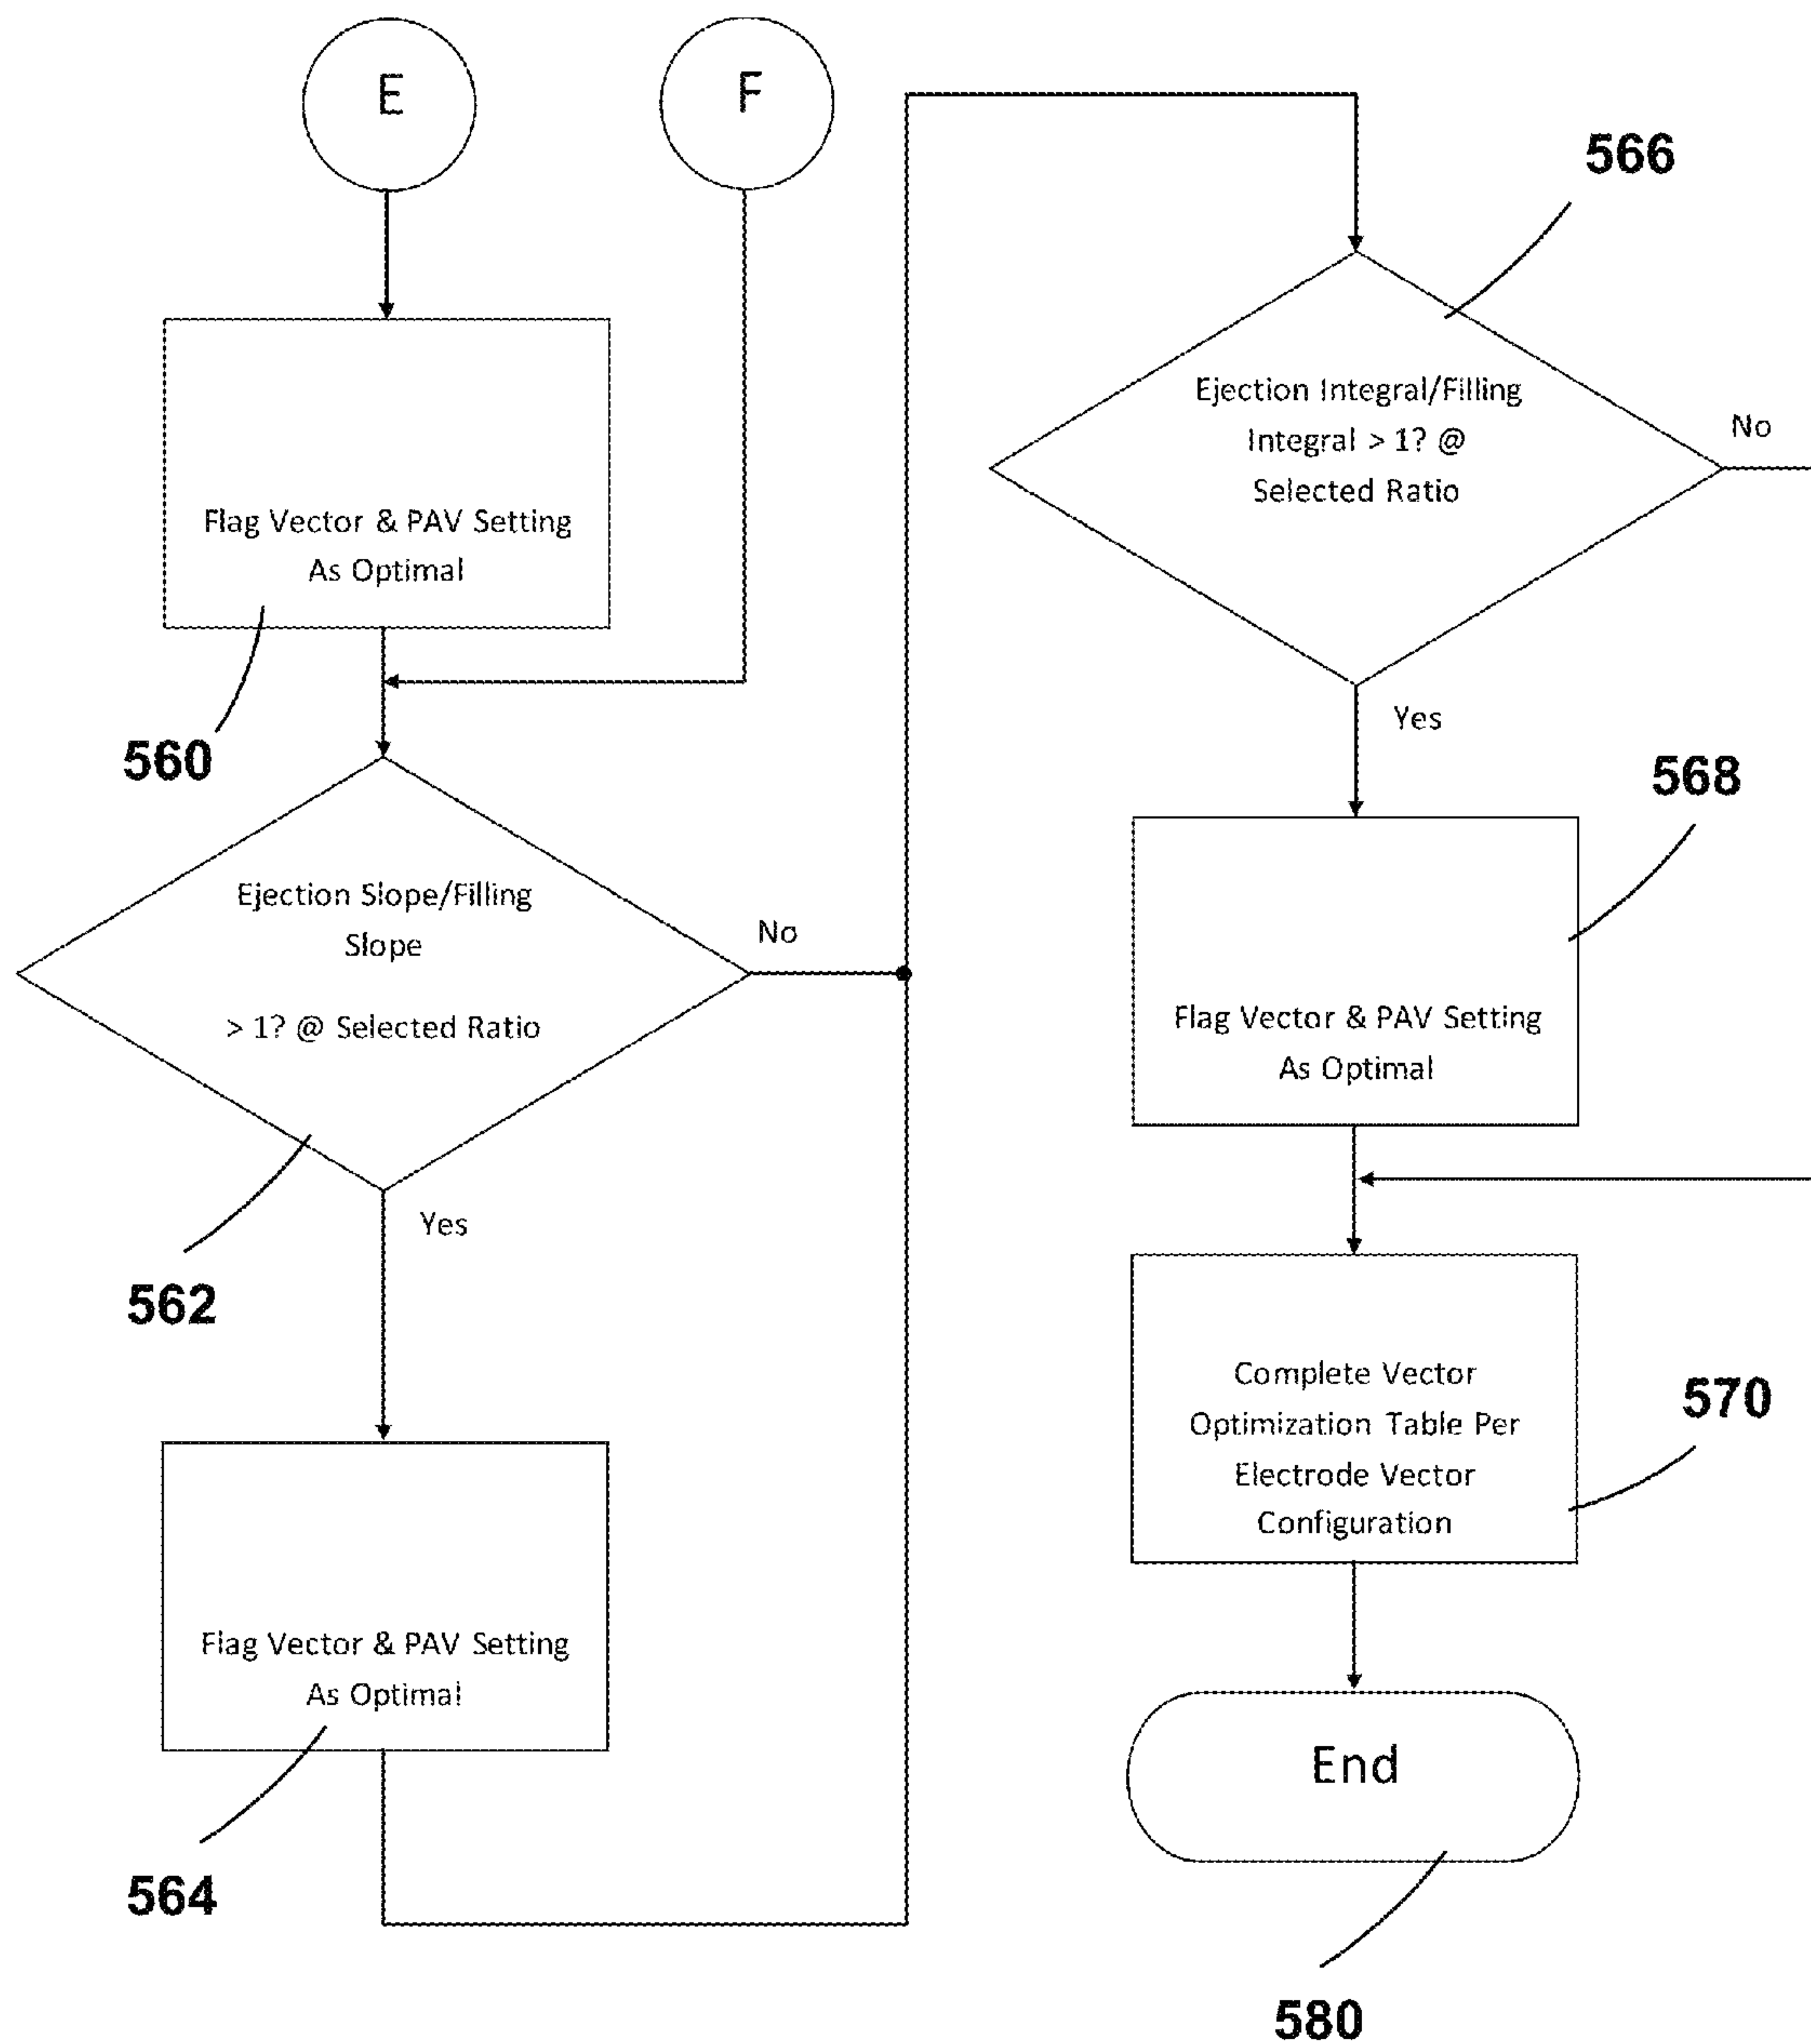 E
F
Flag Vector & PAV Setting
As Optimal
560
Ejection Slope/Filling
Slope
> 1? @ Selected Ratio
No
Yes
562
Flag Vector & PAV Setting
As Optimal
564
566
Ejection Integral/Filling
Integral > 1? @
Selected Ratio
No
Yes
568
Flag Vector & PAV Setting
As Optimal
Complete Vector
Optimization Table Per
Electrode Vector
Configuration
570
End
580